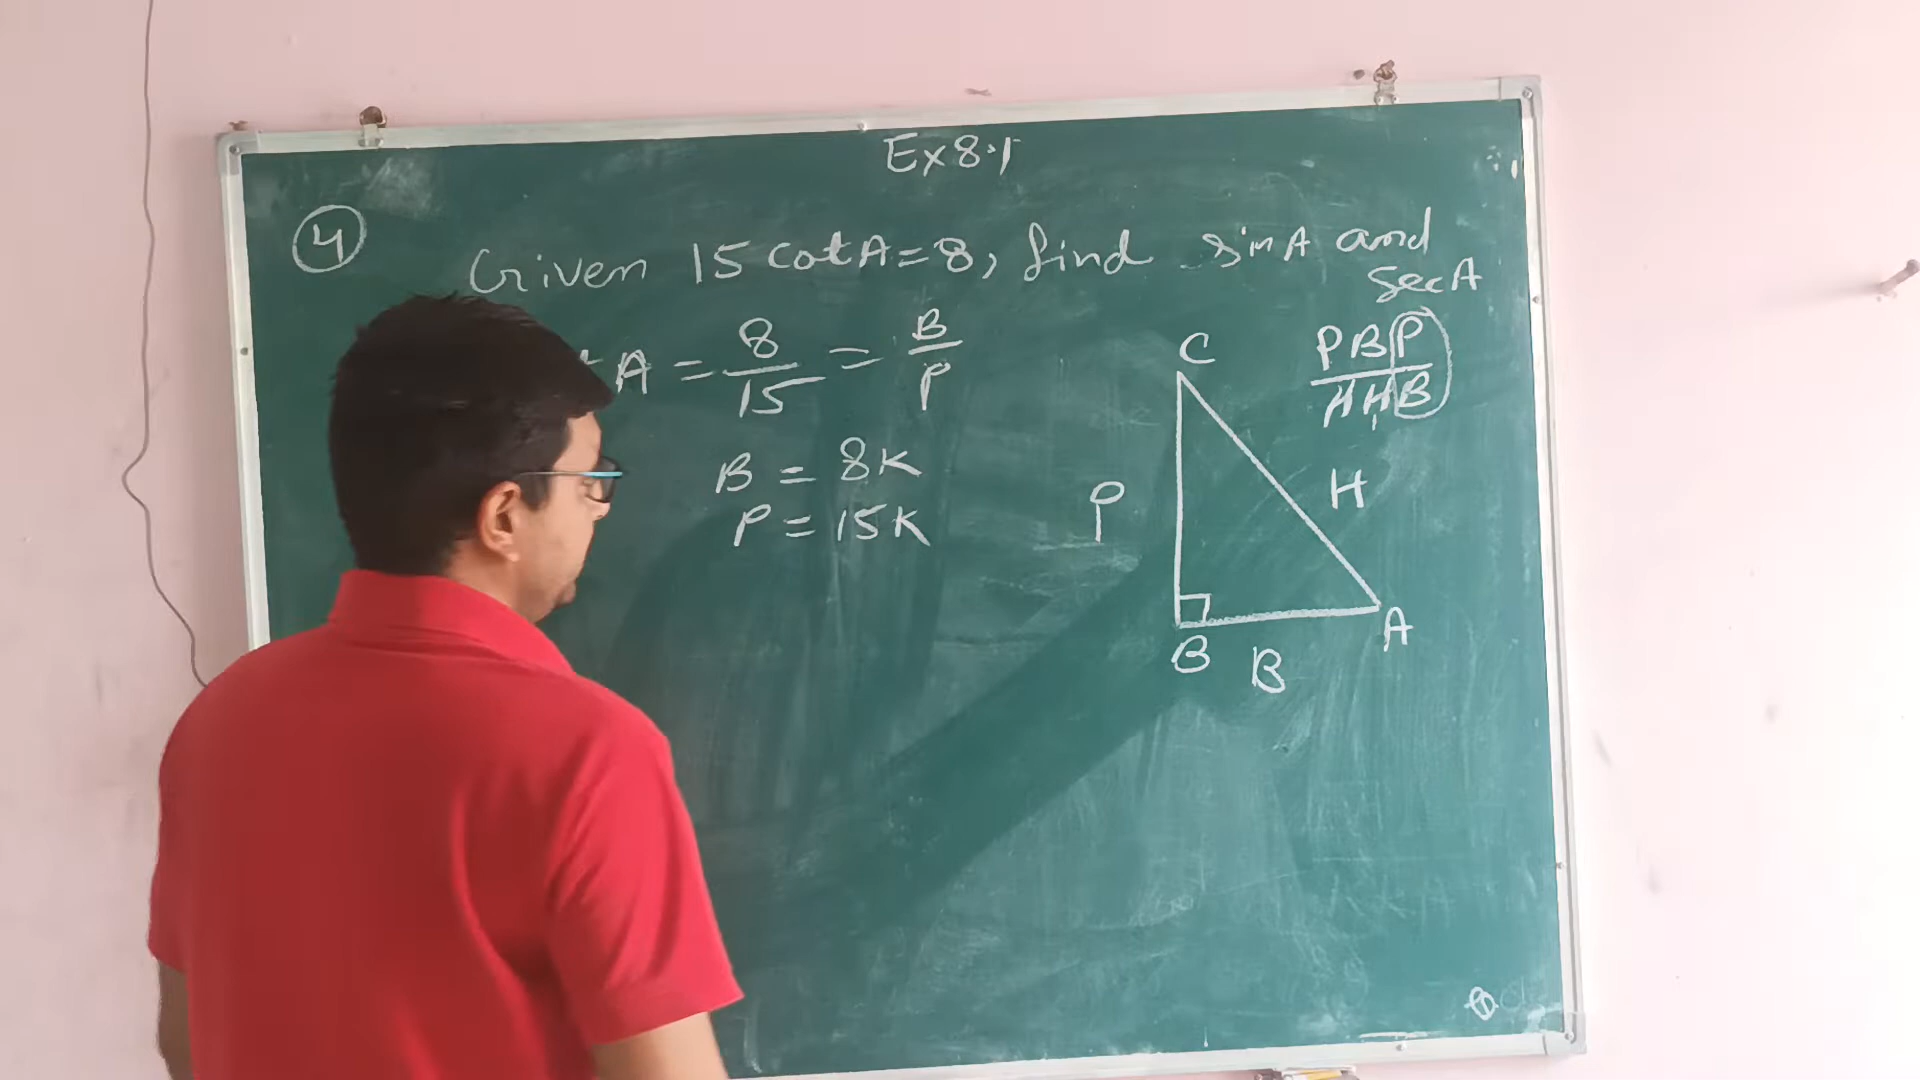 Ex 8.1
4
Given 15 cot A = 8, find sin A and
sec A
A = 8/15 = B/P
B = 8K
P = 15K
P B P
H H B
C
P
H
B
B
A